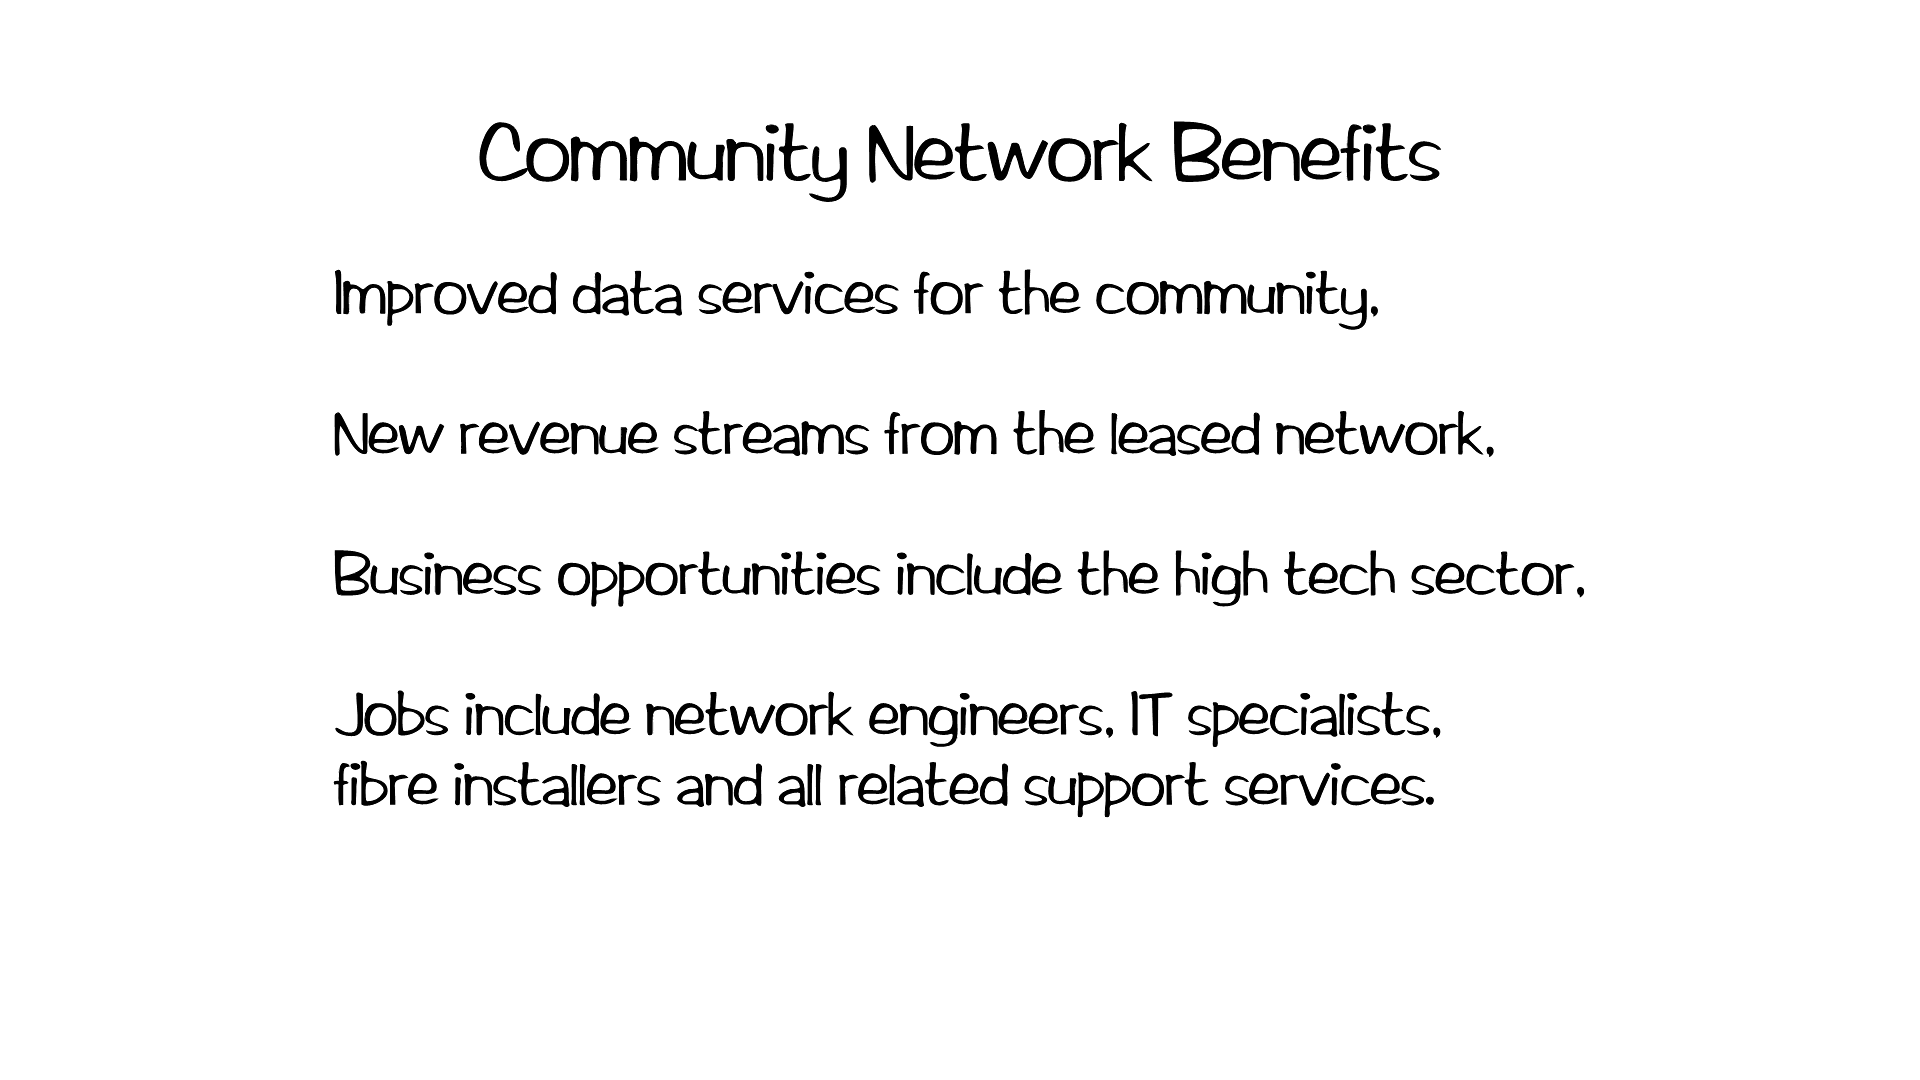 Community Network Benefits
Improved data services for the community,
New revenue streams from the leased network,
Business opportunities include the high tech sector,
Jobs include network engineers, IT specialists,
fibre installers and all related support services.